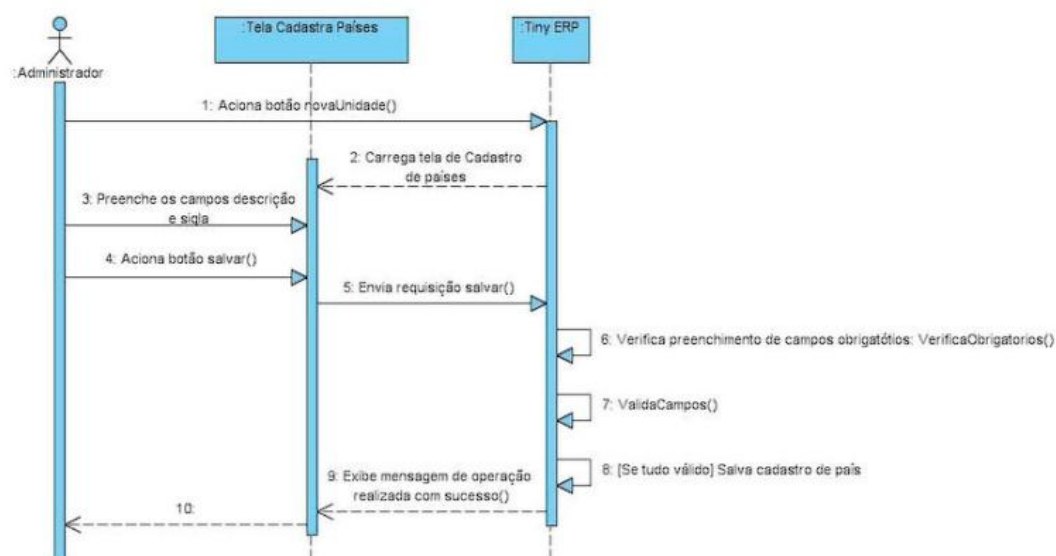 :Tela Cadastra Países
:Tiny ERP
:Administrador
1: Aciona botão novaUnidade()
2: Carrega tela de Cadastro
de países
3: Preenche os campos descrição
e sigla
4: Aciona botão salvar()
5: Envia requisição salvar()
6: Verifica preenchimento de campos obrigatótios: VerificaObrigatorios()
7: ValidaCampos()
8: [Se tudo válido] Salva cadastro de país
9: Exibe mensagem de operação
realizada com sucesso()
10: